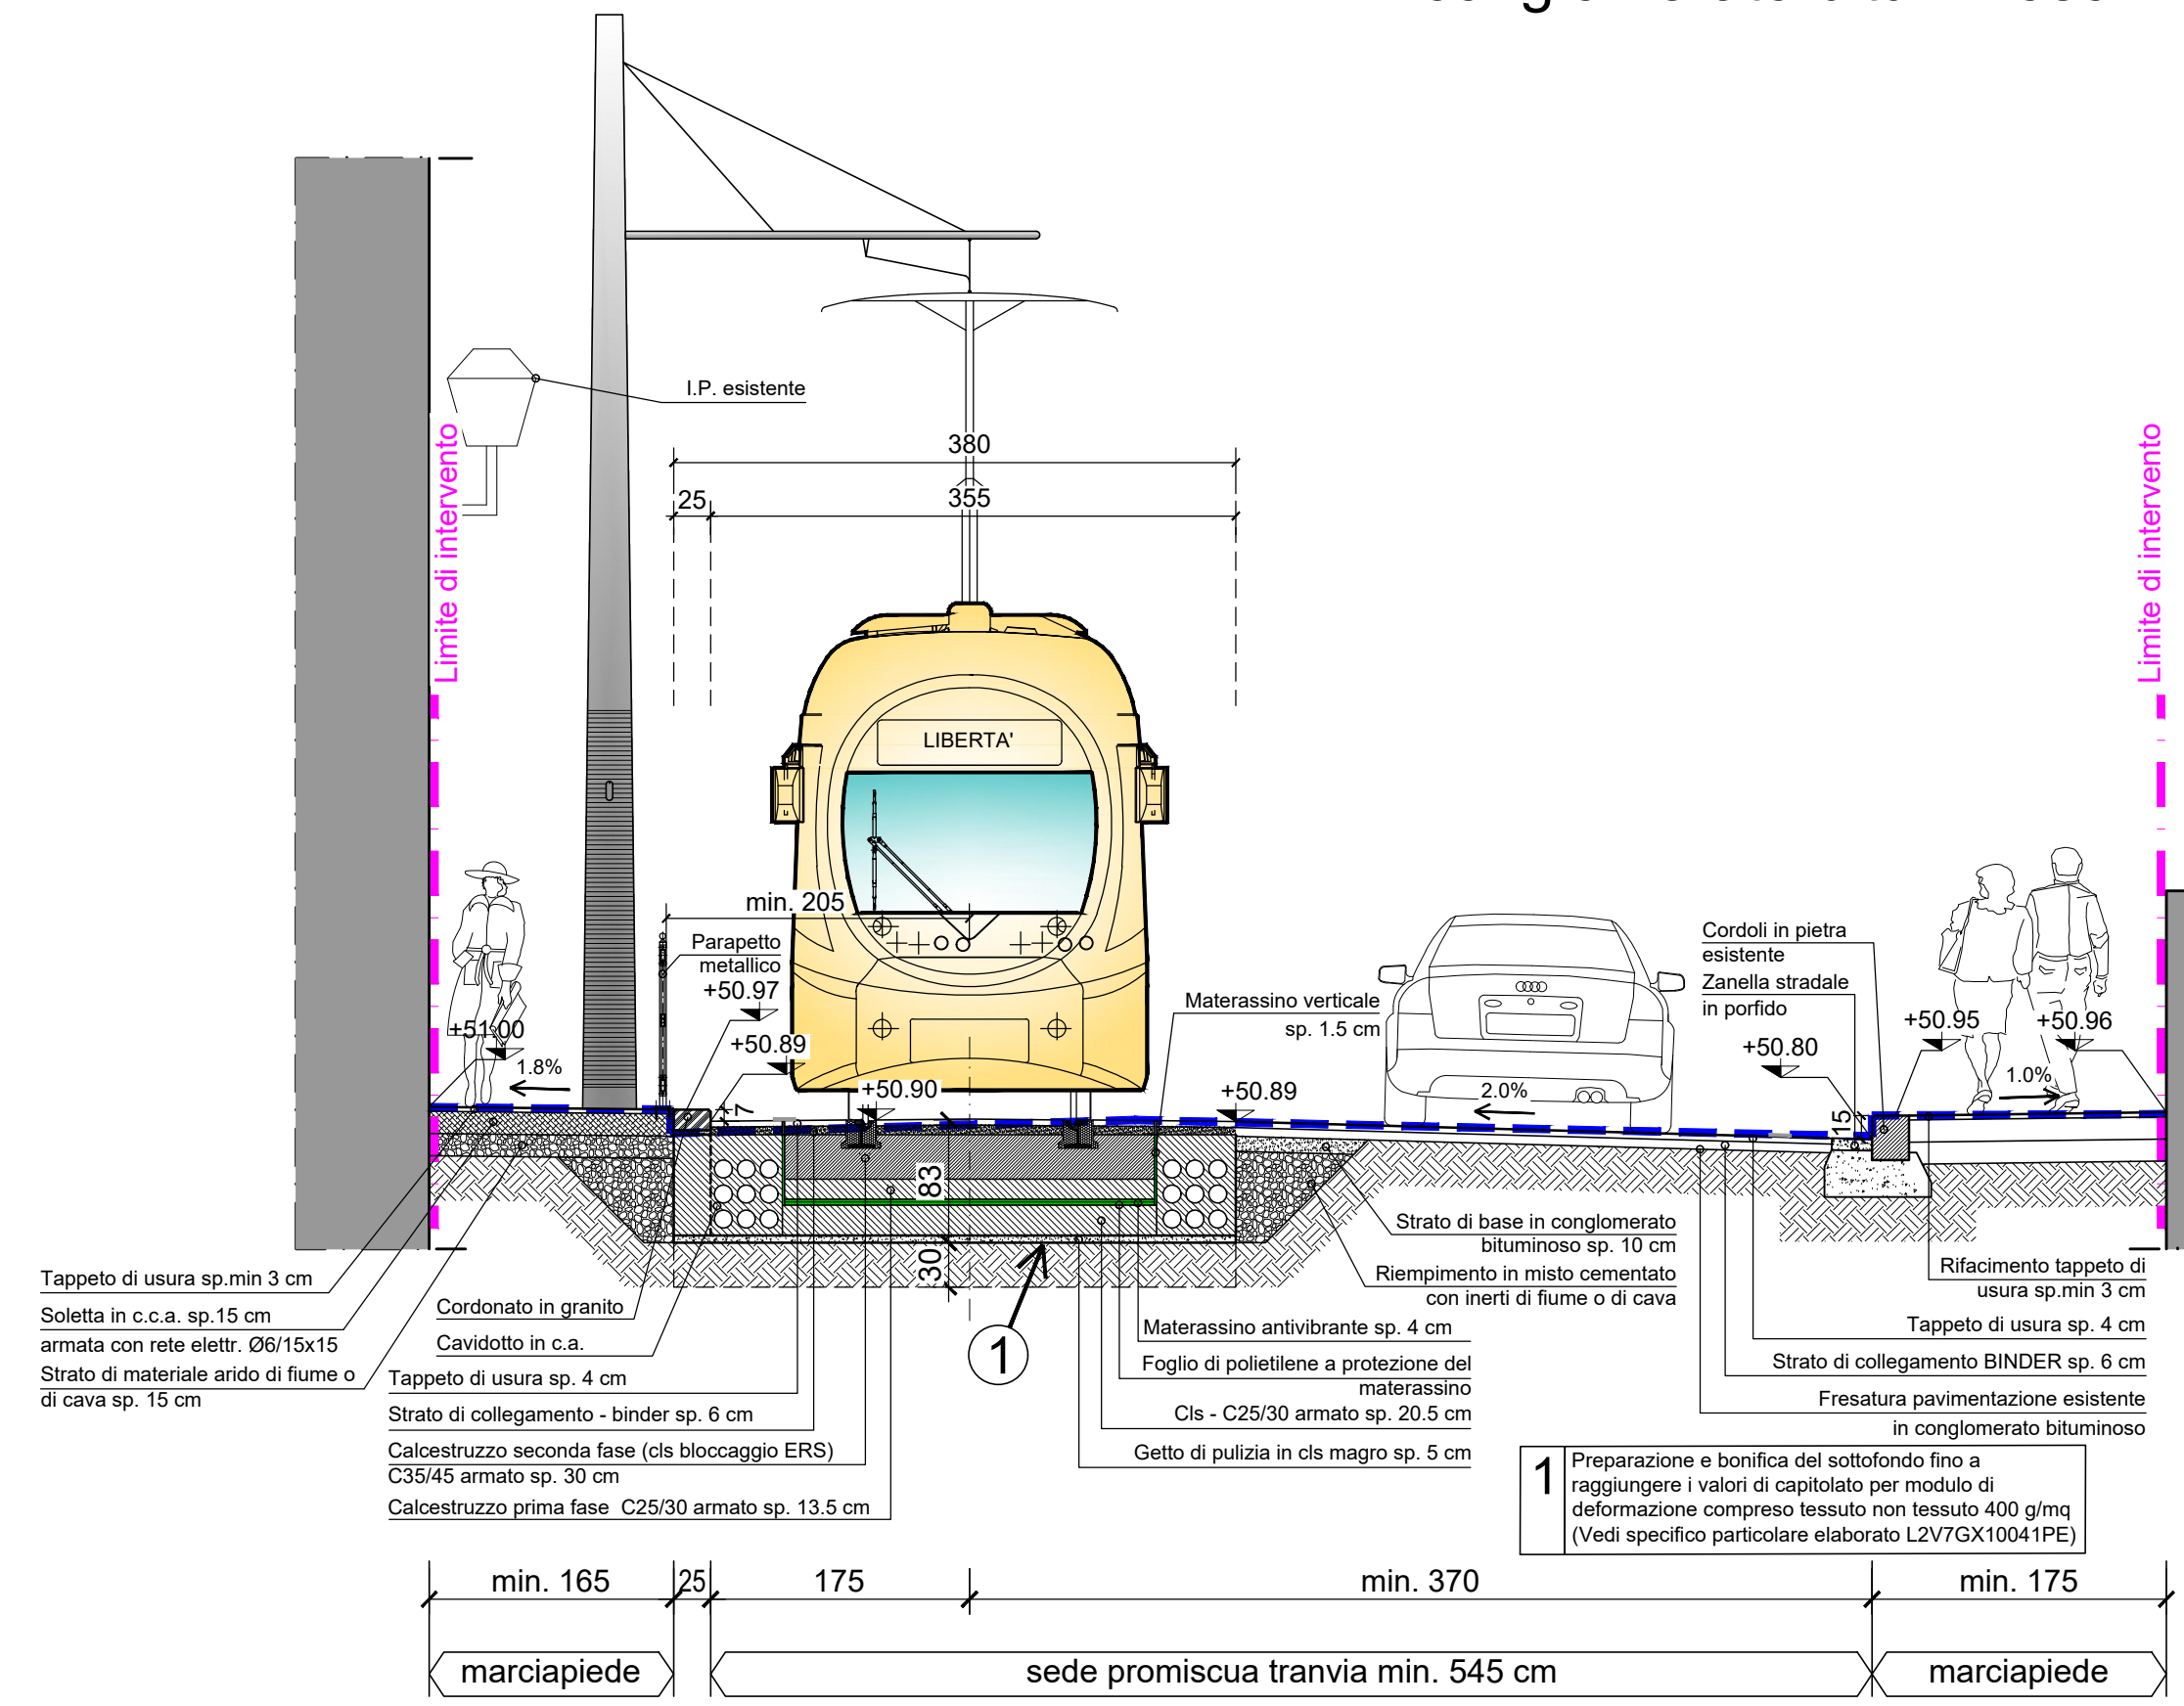 I.P. esistente
380
25
355
Limite di intervento
Limite di intervento
LIBERTA'
min. 205
Parapetto
metallico
+50.97
+50.89
+51.00
1.8%
7
+50.90
Materassino verticale
sp. 1.5 cm
+50.89
2.0%
Cordoli in pietra
esistente
Zanella stradale
in porfido
+50.80
+50.95
+50.96
1.0%
15
83
30
Tappeto di usura sp.min 3 cm
Soletta in c.c.a. sp.15 cm
armata con rete elettr. Ø6/15x15
Strato di materiale arido di fiume o
di cava sp. 15 cm
Cordonato in granito
Cavidotto in c.a.
Tappeto di usura sp. 4 cm
Strato di collegamento - binder sp. 6 cm
Calcestruzzo seconda fase (cls bloccaggio ERS)
C35/45 armato sp. 30 cm
Calcestruzzo prima fase  C25/30 armato sp. 13.5 cm
1
Strato di base in conglomerato
bituminoso sp. 10 cm
Riempimento in misto cementato
con inerti di fiume o di cava
Materassino antivibrante sp. 4 cm
Foglio di polietilene a protezione del
materassino
Cls - C25/30 armato sp. 20.5 cm
Getto di pulizia in cls magro sp. 5 cm
Rifacimento tappeto di
usura sp.min 3 cm
Tappeto di usura sp. 4 cm
Strato di collegamento BINDER sp. 6 cm
Fresatura pavimentazione esistente
in conglomerato bituminoso
1
Preparazione e bonifica del sottofondo fino a
raggiungere i valori di capitolato per modulo di
deformazione compreso tessuto non tessuto 400 g/mq
(Vedi specifico particolare elaborato L2V7GX10041PE)
min. 165
25
175
min. 370
min. 175
marciapiede
sede promiscua tranvia min. 545 cm
marciapiede